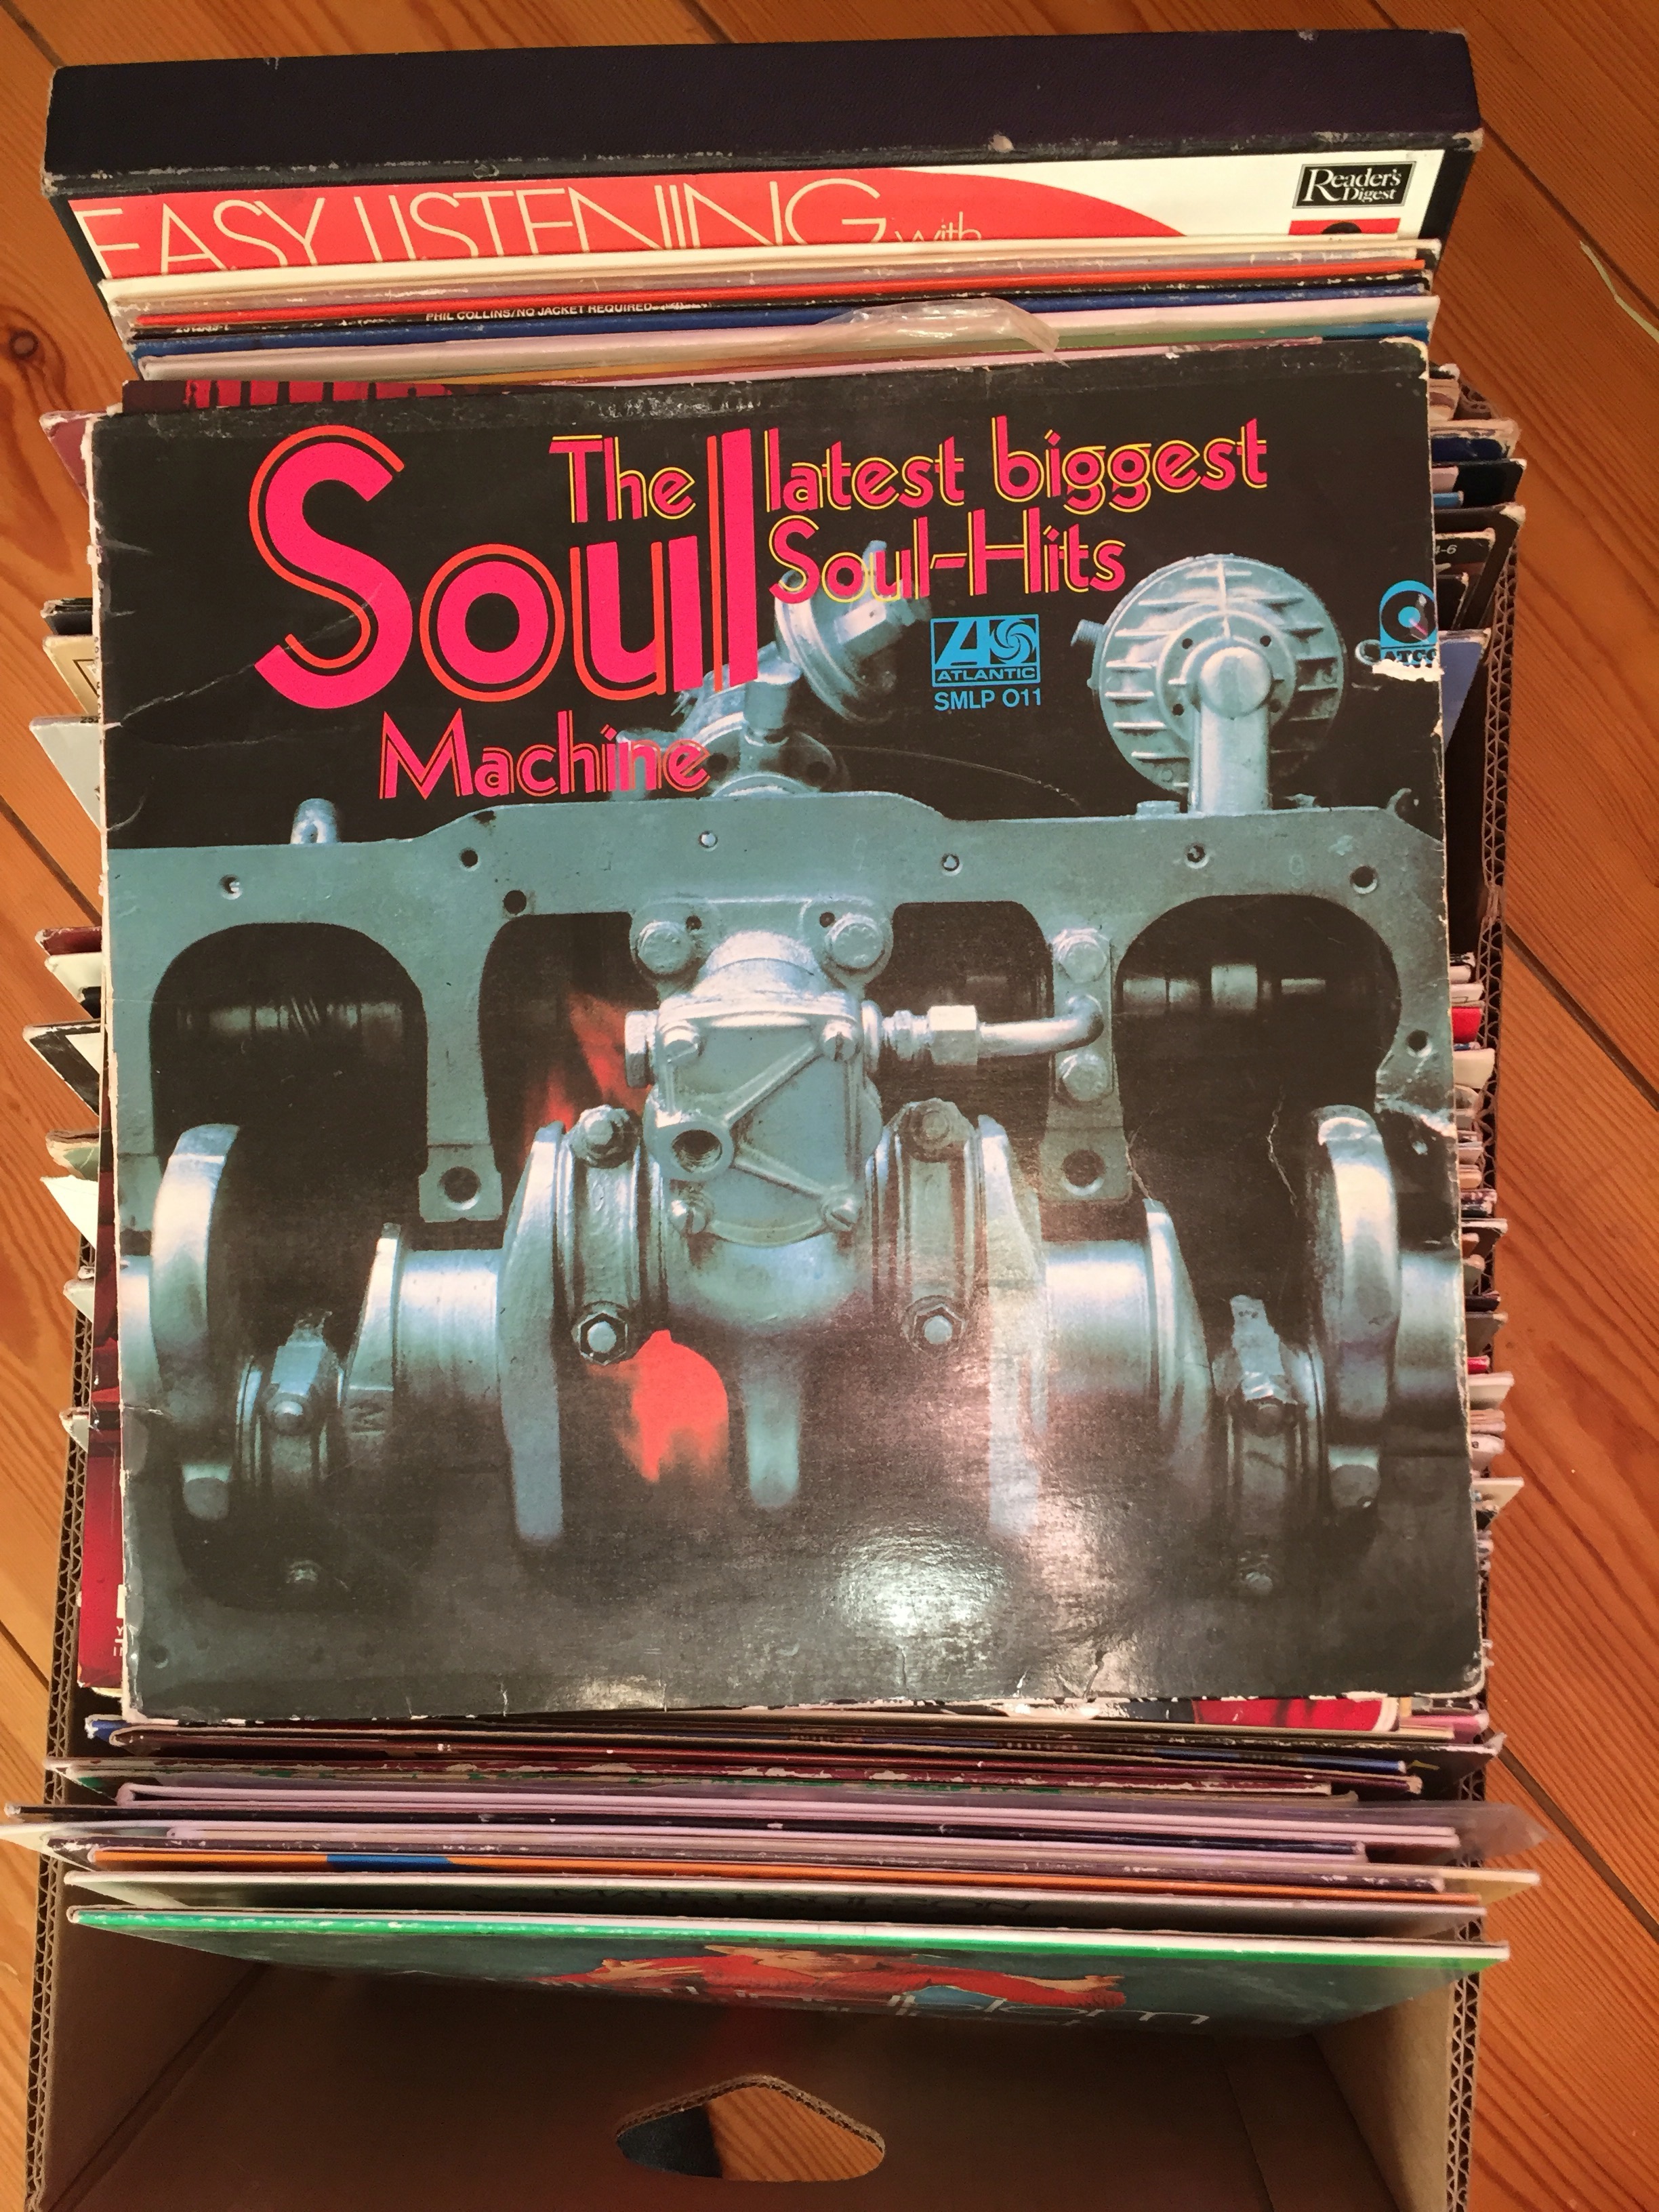 EASY LISTENING with
Reader's
Digest
PHIL COLLINS/NO JACKET REQUIRED
The latest biggest
Soul Soul-Hits
ATLANTIC
SMLP 011
ATCO
Machine